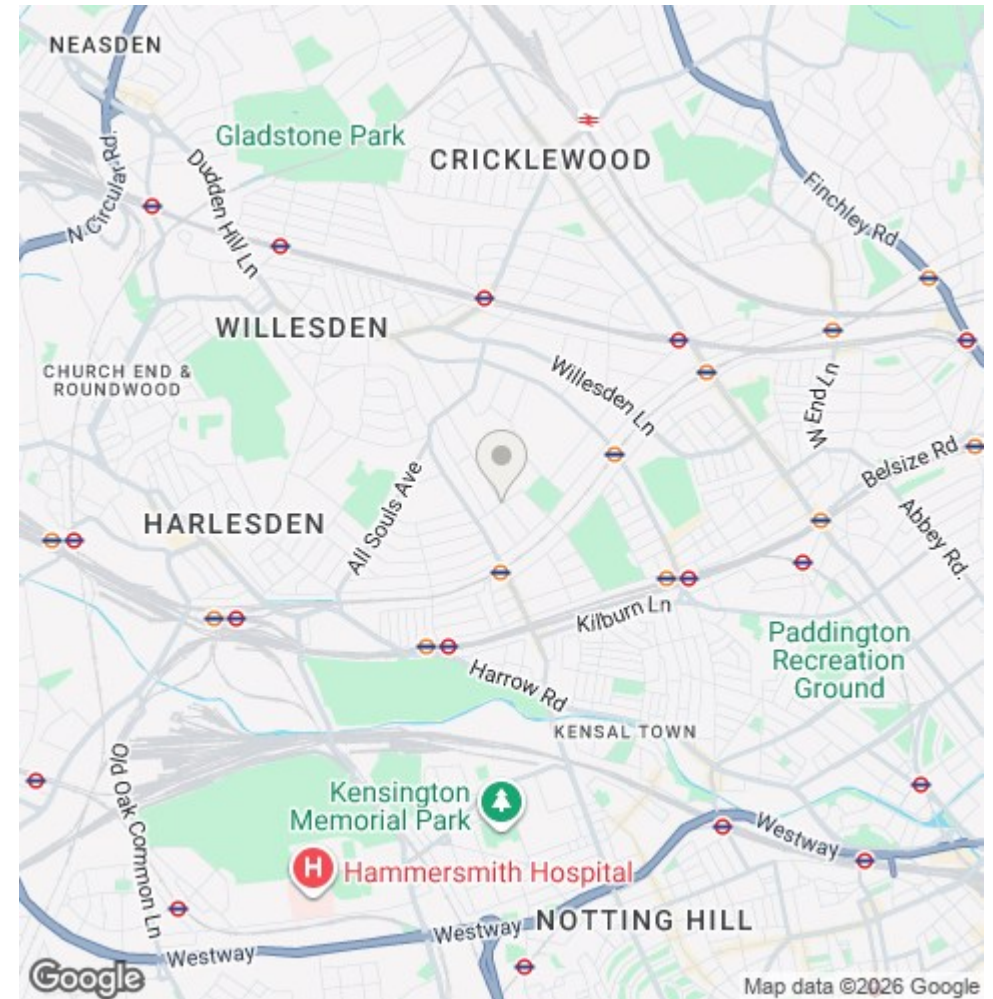 NEASDEN
Gladstone Park
CRICKLEWOOD
N Circular Rd
Dudden Hill Ln
Finchley Rd
WILLESDEN
CHURCH END &
ROUNDWOOD
Willesden Ln
W End Ln
Belsize Rd
All Souls Ave
HARLESDEN
Abbey Rd.
Kilburn Ln
Paddington
Recreation
Ground
Harrow Rd
KENSAL TOWN
Old Oak Common Ln
Kensington
Memorial Park
Westway
H
Hammersmith Hospital
NOTTING HILL
Westway
Westway
Google
Map data ©2026 Google